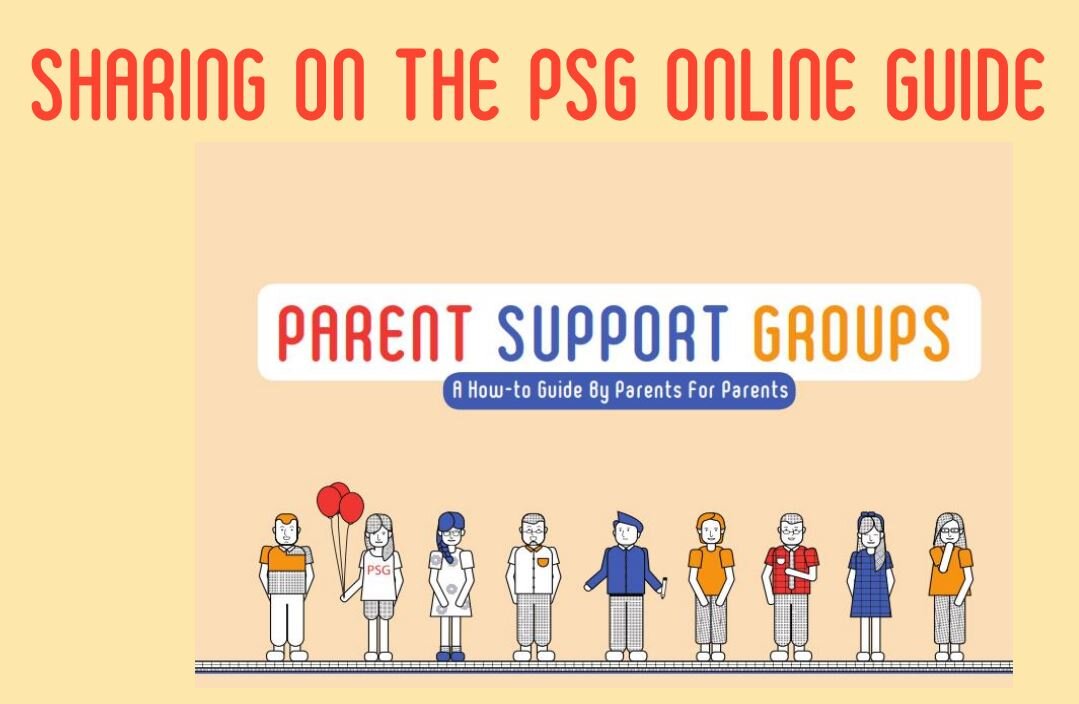 SHARING ON THE PSG ONLINE GUIDE
PARENT SUPPORT GROUPS
A How-to Guide By Parents For Parents
PSG